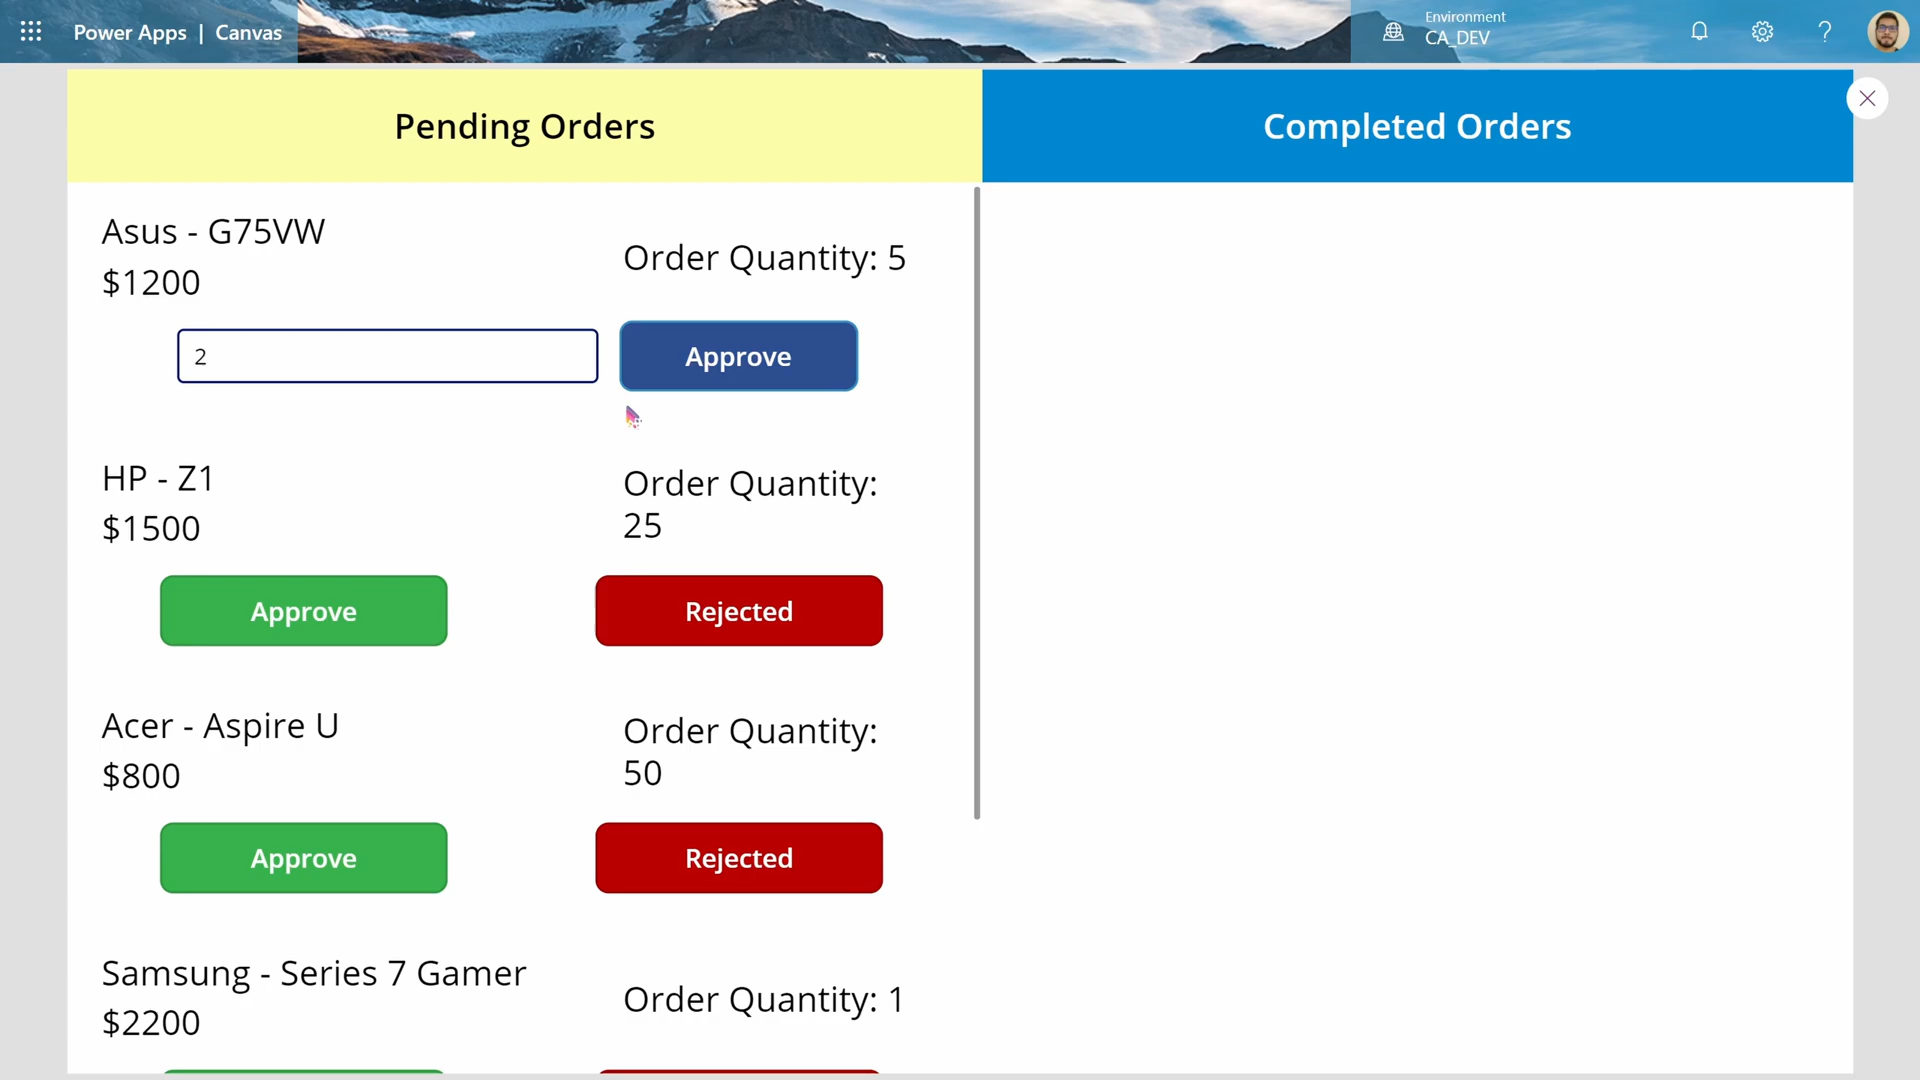 Power Apps | Canvas
Environment
CA_DEV
Pending Orders
Completed Orders
Asus - G75VW
$1200
Order Quantity: 5
2
Approve
HP - Z1
$1500
Order Quantity:
25
Approve
Rejected
Acer - Aspire U
$800
Order Quantity:
50
Approve
Rejected
Samsung - Series 7 Gamer
$2200
Order Quantity: 1